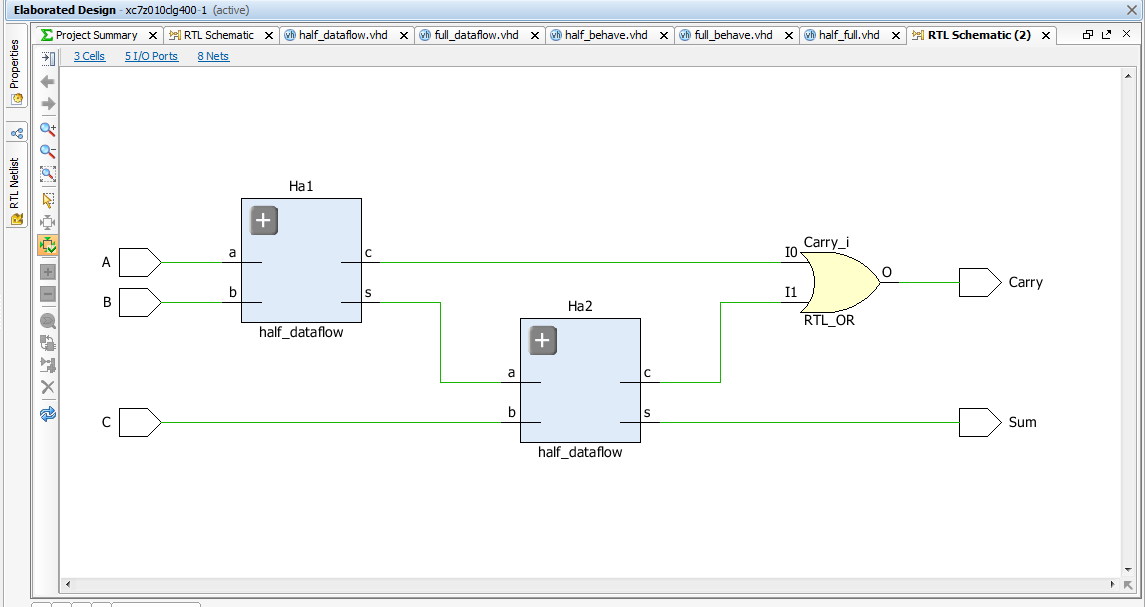 Elaborated Design - xc7z010clg400-1 (active)
Properties
RTL Netlist
Project Summary
RTL Schematic
half_dataflow.vhd
full_dataflow.vhd
half_behave.vhd
full_behave.vhd
half_full.vhd
RTL Schematic (2)
3 Cells 5 I/O Ports 8 Nets
Ha1
A
a
c
B
b
s
half_dataflow
Carry_i
I0
I1
O
RTL_OR
Carry
Ha2
a
c
C
b
s
half_dataflow
Sum